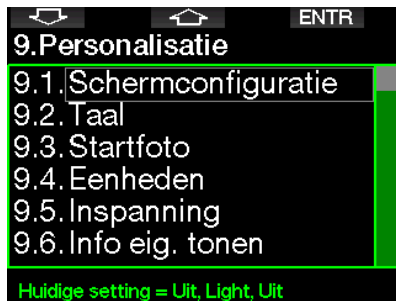 ENTR
9.Personalisatie
9.1.Schermconfiguratie
9.2.Taal
9.3.Startfoto
9.4.Eenheden
9.5.Inspanning
9.6.Info eig. tonen
Huidige setting = Uit, Light, Uit